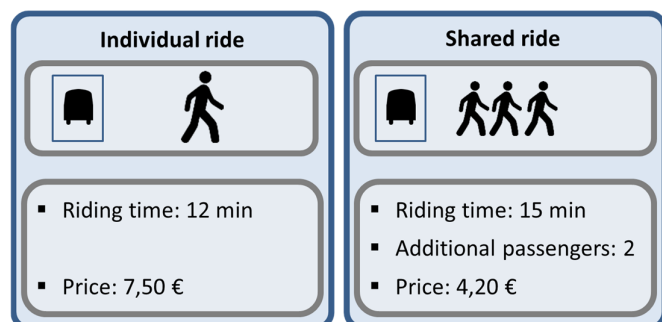 Individual ride
▪ Riding time: 12 min
▪ Price: 7,50 €
Shared ride
▪ Riding time: 15 min
▪ Additional passengers: 2
▪ Price: 4,20 €